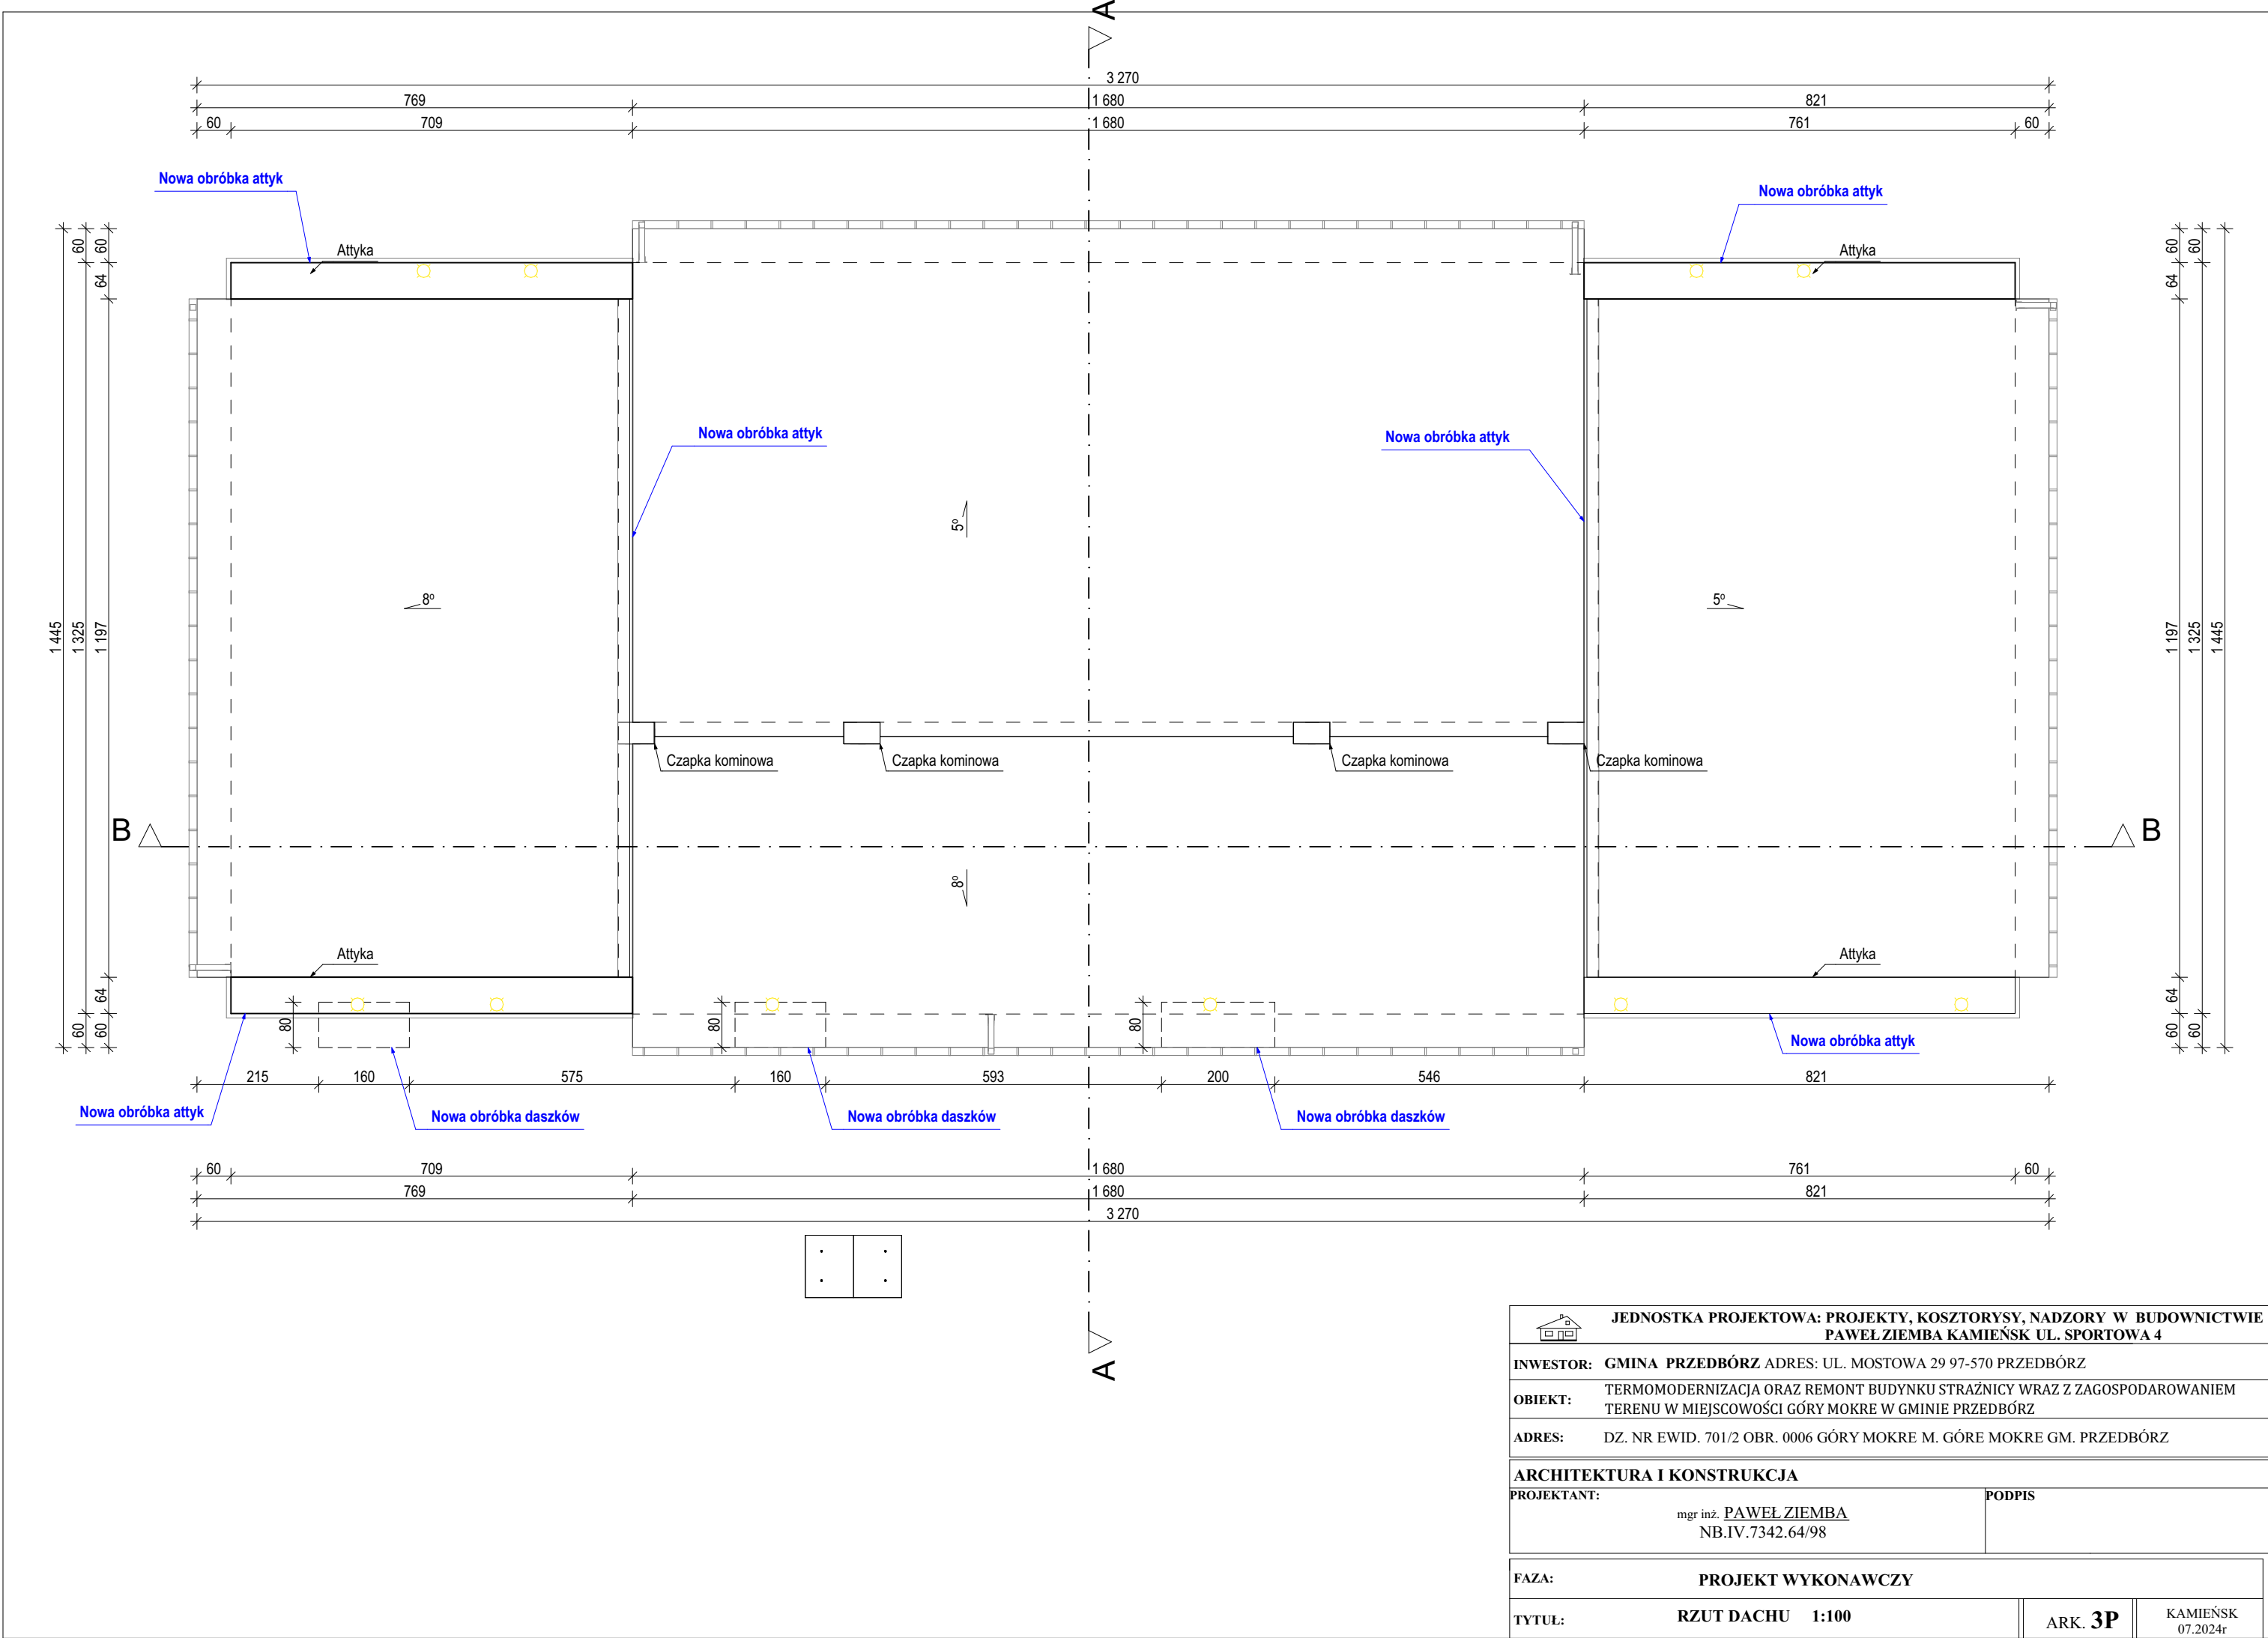 A
3 270
769
1 680
821
60
709
1 680
761
60
Nowa obróbka attyk
Nowa obróbka attyk
Attyka
Attyka
60
60
64
60
60
64
Nowa obróbka attyk
Nowa obróbka attyk
5º
8º
5º
1 445
1 325
1 197
1 197
1 325
1 445
Czapka kominowa
Czapka kominowa
Czapka kominowa
Czapka kominowa
B
B
8º
Attyka
Attyka
64
60
60
80
80
80
64
60
60
Nowa obróbka attyk
215
160
575
160
593
200
546
821
Nowa obróbka attyk
Nowa obróbka daszków
Nowa obróbka daszków
Nowa obróbka daszków
60
709
1 680
761
60
769
1 680
821
3 270
A
JEDNOSTKA PROJEKTOWA: PROJEKTY, KOSZTORYSY, NADZORY W BUDOWNICTWIE
PAWEŁ ZIEMBA KAMIEŃSK UL. SPORTOWA 4
INWESTOR: GMINA PRZEDBÓRZ ADRES: UL. MOSTOWA 29 97-570 PRZEDBÓRZ
OBIEKT: TERMOMODERNIZACJA ORAZ REMONT BUDYNKU STRAŻNICY WRAZ Z ZAGOSPODAROWANIEM
TERENU W MIEJSCOWOŚCI GÓRY MOKRE W GMINIE PRZEDBÓRZ
ADRES: DZ. NR EWID. 701/2 OBR. 0006 GÓRY MOKRE M. GÓRE MOKRE GM. PRZEDBÓRZ
ARCHITEKTURA I KONSTRUKCJA
PROJEKTANT:
PODPIS
mgr inż. PAWEŁ ZIEMBA
NB.IV.7342.64/98
FAZA: PROJEKT WYKONAWCZY
TYTUŁ: RZUT DACHU 1:100
ARK. 3P
KAMIEŃSK
07.2024r